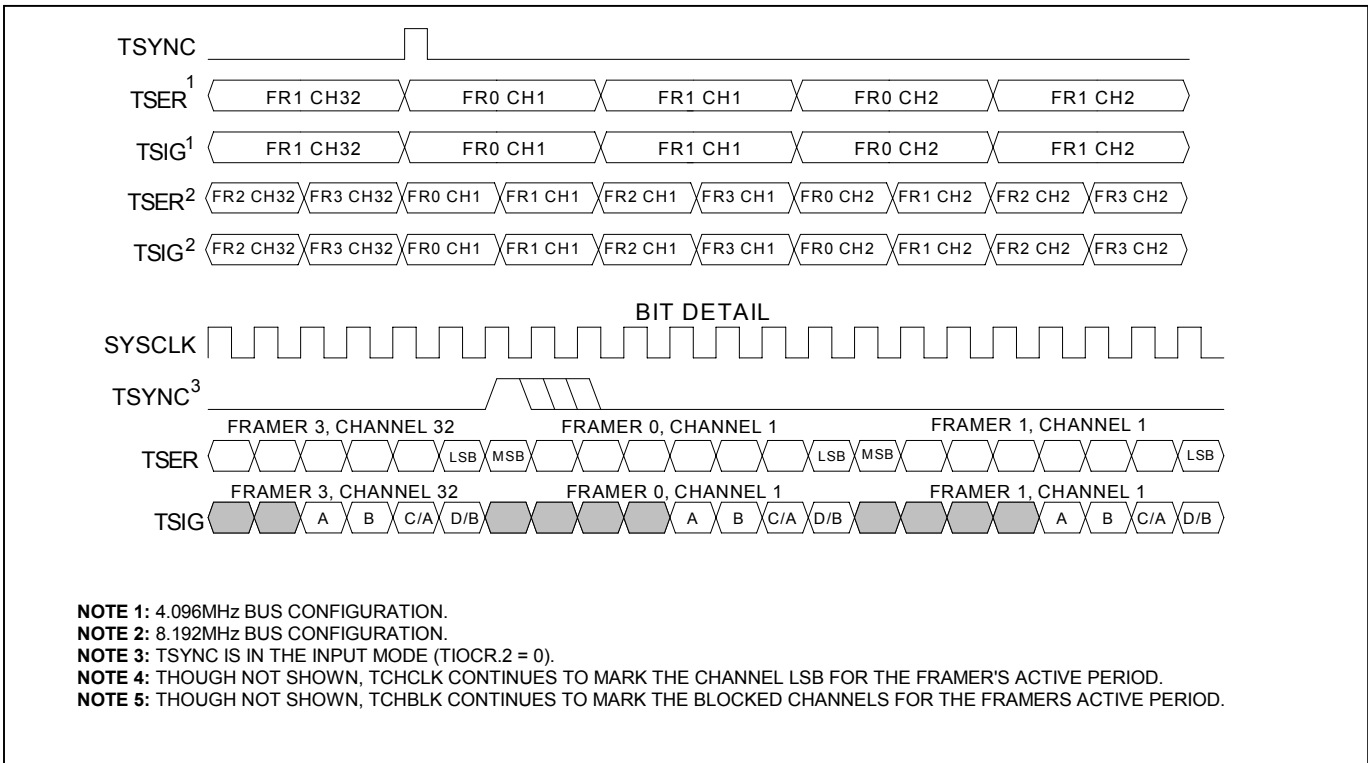 TSYNC
TSER1 FR1 CH32 FR0 CH1 FR1 CH1 FR0 CH2 FR1 CH2
TSIG1 FR1 CH32 FR0 CH1 FR1 CH1 FR0 CH2 FR1 CH2
TSER2 FR2 CH32 FR3 CH32 FR0 CH1 FR1 CH1 FR2 CH1 FR3 CH1 FR0 CH2 FR1 CH2 FR2 CH2 FR3 CH2
TSIG2 FR2 CH32 FR3 CH32 FR0 CH1 FR1 CH1 FR2 CH1 FR3 CH1 FR0 CH2 FR1 CH2 FR2 CH2 FR3 CH2
BIT DETAIL
SYSCLK
TSYNC3
FRAMER 3, CHANNEL 32 FRAMER 0, CHANNEL 1 FRAMER 1, CHANNEL 1
TSER LSB MSB LSB MSB LSB
FRAMER 3, CHANNEL 32 FRAMER 0, CHANNEL 1 FRAMER 1, CHANNEL 1
TSIG A B C/A D/B A B C/A D/B A B C/A D/B
NOTE 1: 4.096MHz BUS CONFIGURATION.
NOTE 2: 8.192MHz BUS CONFIGURATION.
NOTE 3: TSYNC IS IN THE INPUT MODE (TIOCR.2 = 0).
NOTE 4: THOUGH NOT SHOWN, TCHCLK CONTINUES TO MARK THE CHANNEL LSB FOR THE FRAMER'S ACTIVE PERIOD.
NOTE 5: THOUGH NOT SHOWN, TCHBLK CONTINUES TO MARK THE BLOCKED CHANNELS FOR THE FRAMERS ACTIVE PERIOD.